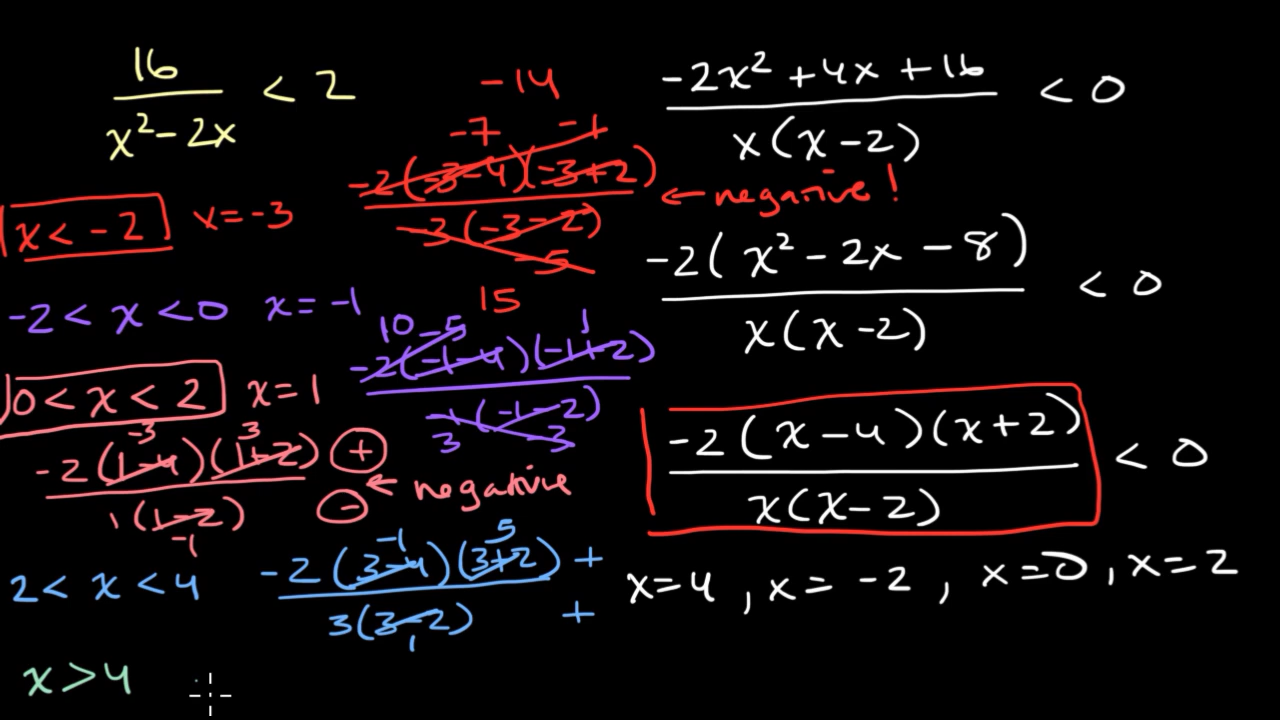 16
x²-2x < 2
-2x²+4x+16
x(x-2) < 0
-14
-7 -1
-2(-3-4)(-3+2)
-3(-3-2)
-5
15
← negative!
x < -2 x=-3
-2(x²-2x-8)
x(x-2) < 0
-2 < x < 0 x=-1
10 -5 1
-2(-1-4)(-1+2)
-1(-1-2)
3 -3
0 < x < 2 x=1
-3 3
-2(1-4)(1+2) +
1(1-2) -
-1
← negative
-2(x-4)(x+2)
x(x-2) < 0
x=4, x=-2, x=0, x=2
2 < x < 4
-1 5
-2(3-4)(3+2) +
3(3-2) +
1
x>4